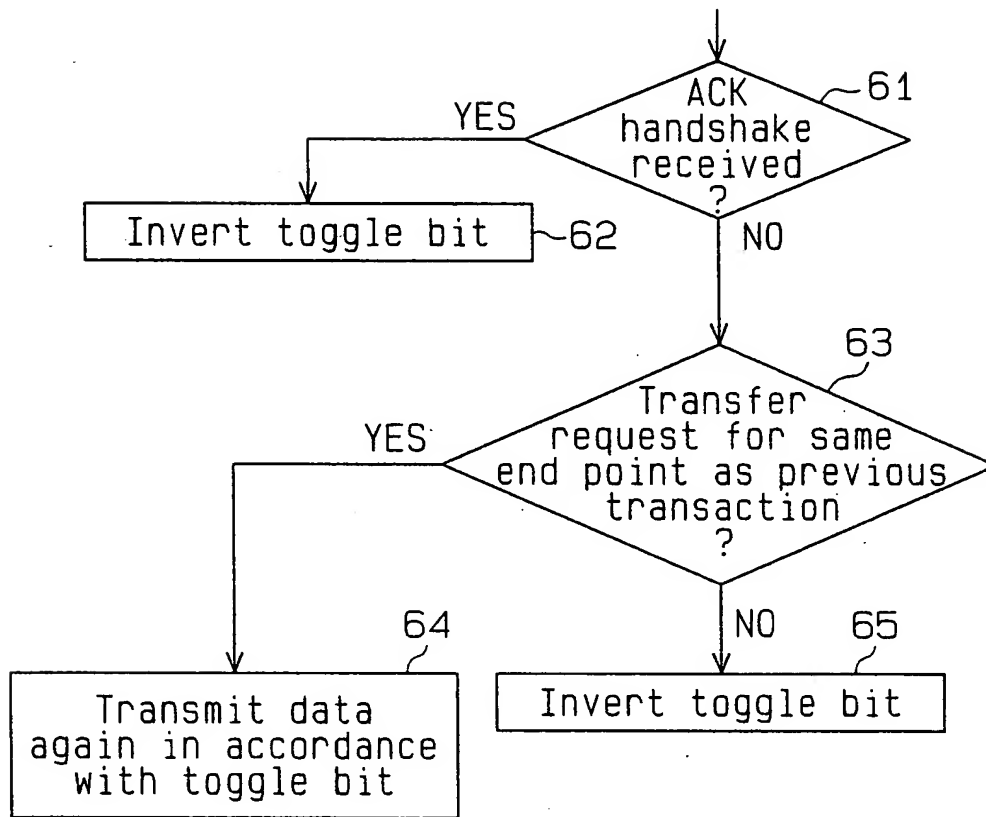 ACK
handshake
received
?
61
YES
Invert toggle bit
62
NO
63
Transfer
request for same
end point as previous
transaction
?
YES
NO
64
Transmit data
again in accordance
with toggle bit
65
Invert toggle bit